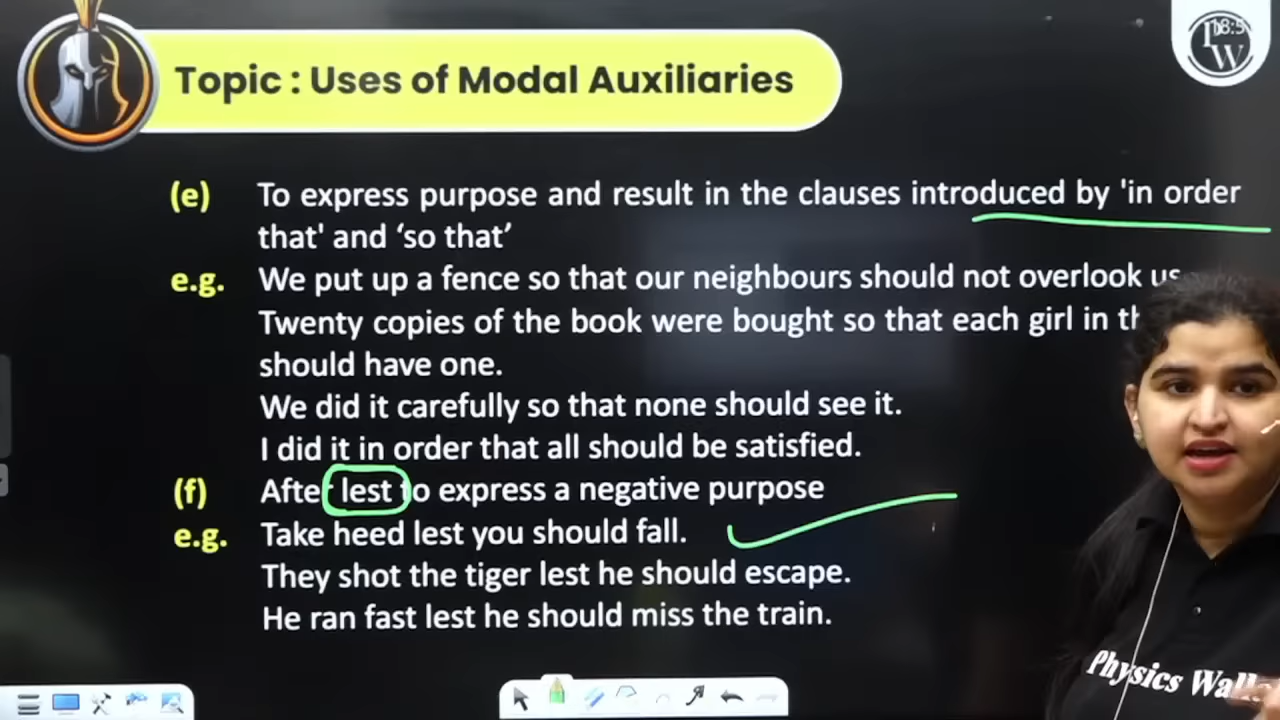 Topic : Uses of Modal Auxiliaries
18:5
PW
(e) To express purpose and result in the clauses introduced by 'in order
that' and ‘so that’
e.g. We put up a fence so that our neighbours should not overlook us
Twenty copies of the book were bought so that each girl in
should have one.
We did it carefully so that none should see it.
I did it in order that all should be satisfied.
(f) After lest to express a negative purpose
e.g. Take heed lest you should fall.
They shot the tiger lest he should escape.
He ran fast lest he should miss the train.
Physics Wall